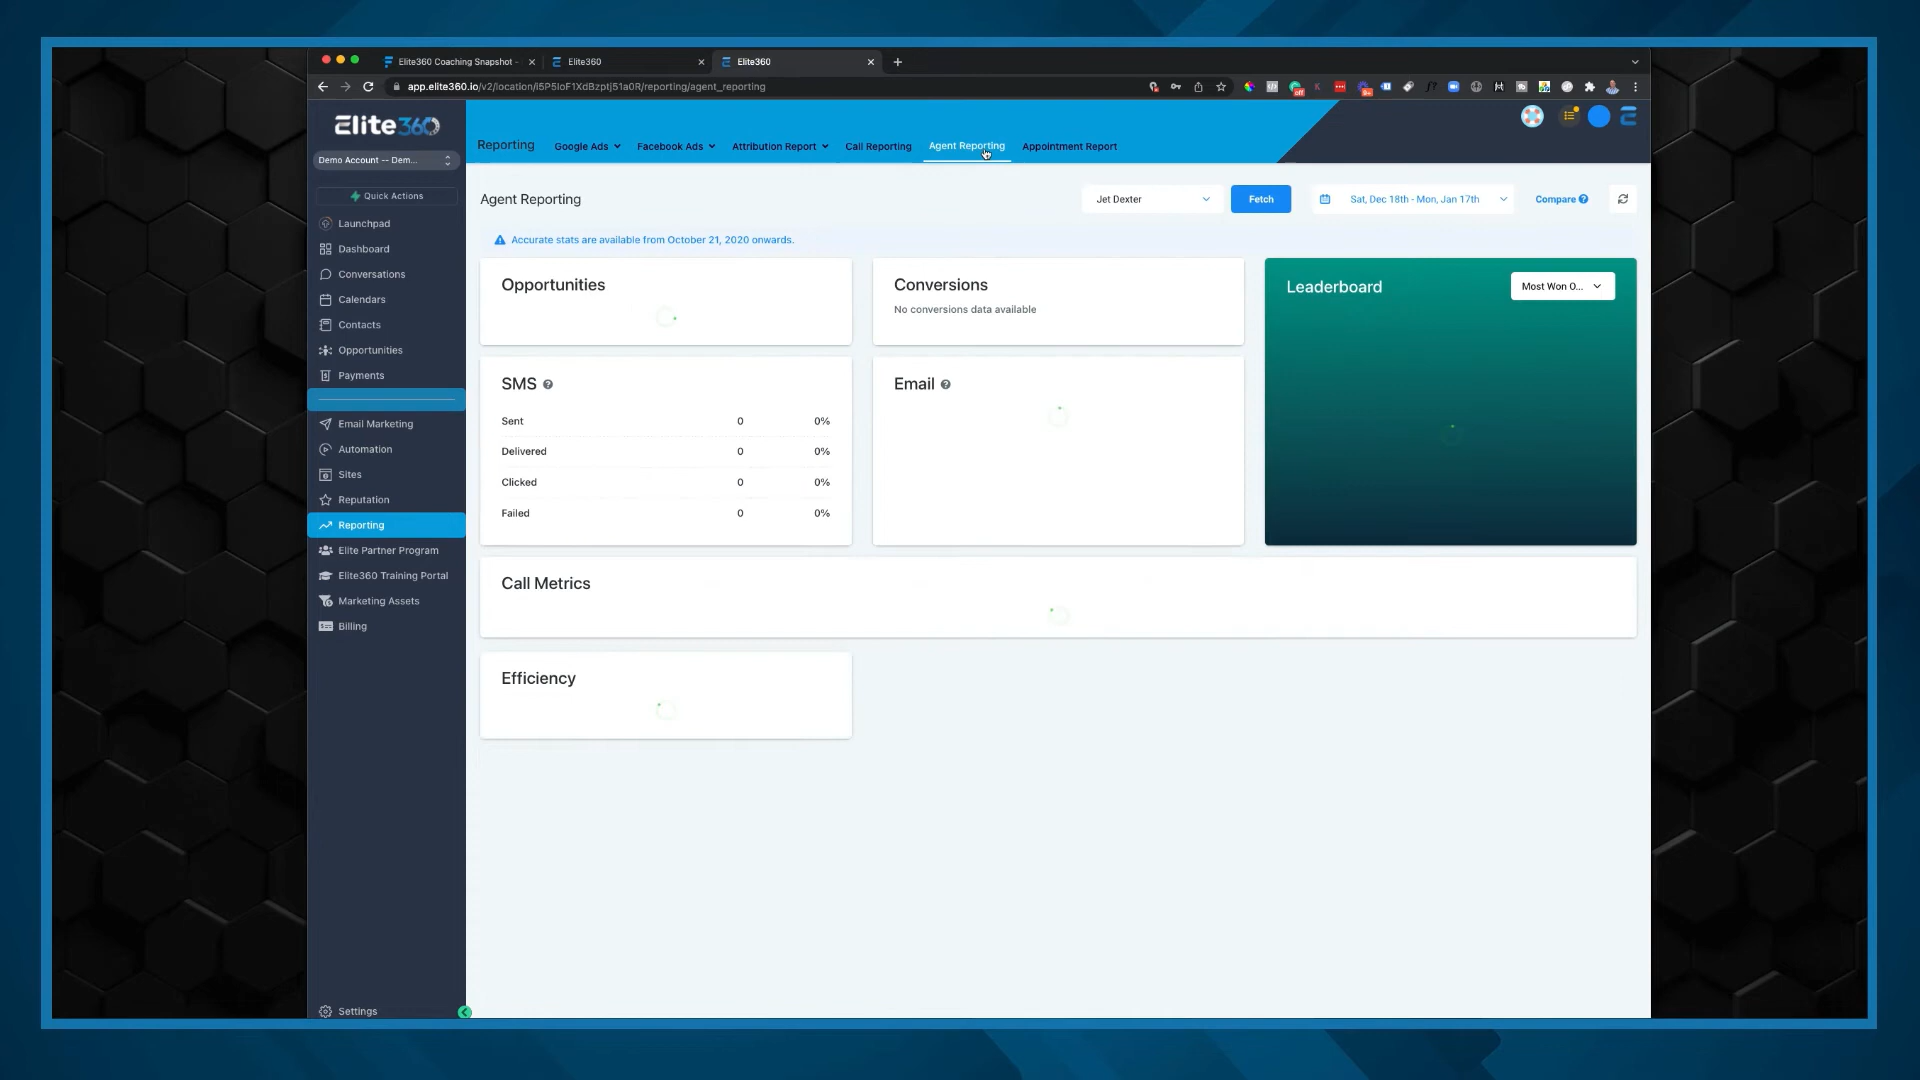 Elite360 Coaching Snapshot -
Elite360
Elite360
app.elite360.io/v2/location/i5P5IoF1XdBzptj51a0R/reporting/agent_reporting
Elite360
Demo Account -- Dem...
Quick Actions
Launchpad
Dashboard
Conversations
Calendars
Contacts
Opportunities
Payments
Email Marketing
Automation
Sites
Reputation
Reporting
Elite Partner Program
Elite360 Training Portal
Marketing Assets
Billing
Settings
Reporting
Google Ads
Facebook Ads
Attribution Report
Call Reporting
Agent Reporting
Appointment Report
Agent Reporting
Jet Dexter
Fetch
Sat, Dec 18th - Mon, Jan 17th
Compare
Accurate stats are available from October 21, 2020 onwards.
Opportunities
Conversions
No conversions data available
Leaderboard
Most Won O...
SMS
Sent 0 0%
Delivered 0 0%
Clicked 0 0%
Failed 0 0%
Email
Call Metrics
Efficiency